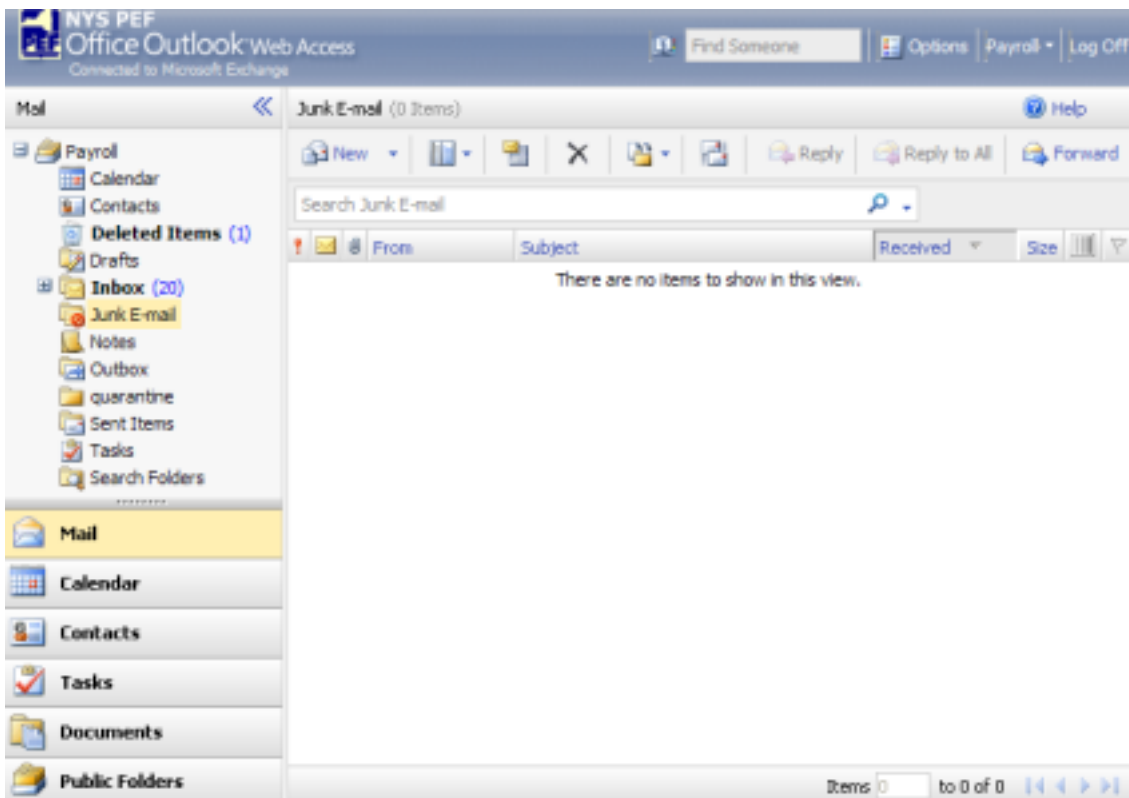 NYS PEF
Office Outlook Web Access
Connected to Microsoft Exchange
Find Someone
Options
Payroll
Log Off
Mail
Junk E-mail (0 Items)
Help
Payroll
Calendar
Contacts
Deleted Items (1)
Drafts
Inbox (20)
Junk E-mail
Notes
Outbox
quarantine
Sent Items
Tasks
Search Folders
New
Reply
Reply to All
Forward
Search Junk E-mail
From Subject Received Size
There are no items to show in this view.
Mail
Calendar
Contacts
Tasks
Documents
Public Folders
Items 0 to 0 of 0